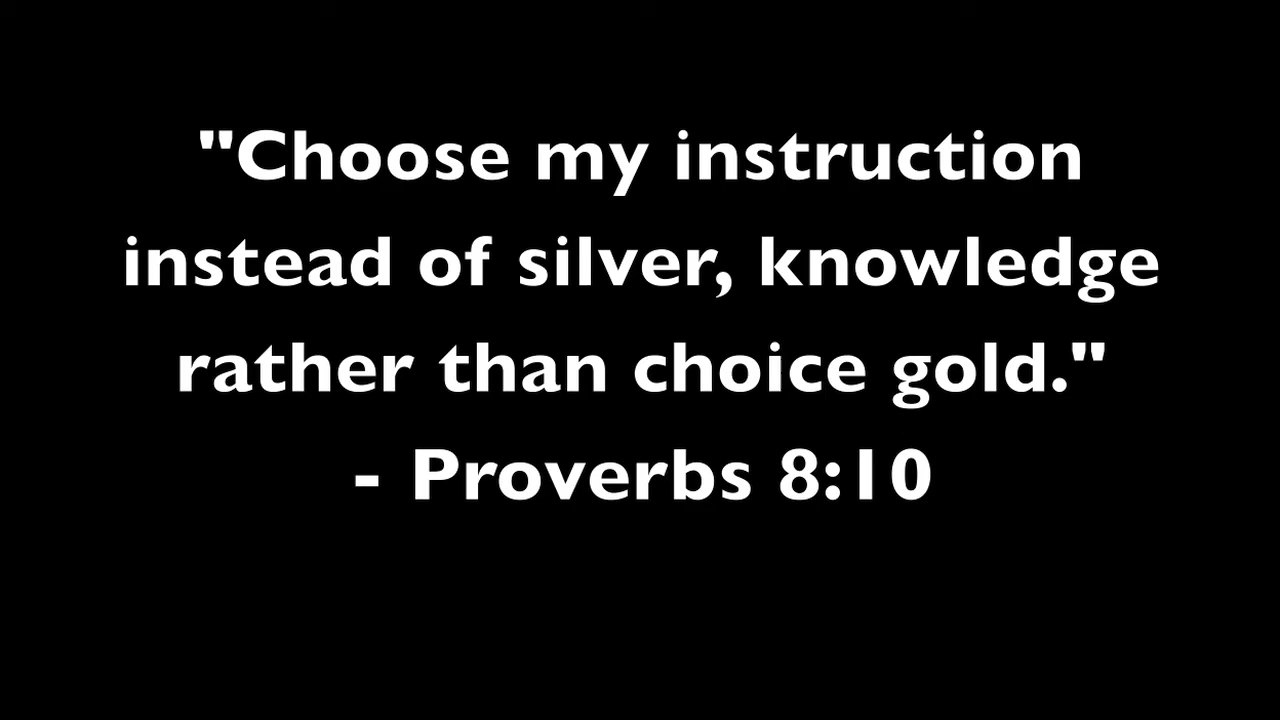 "Choose my instruction
instead of silver, knowledge
rather than choice gold."
- Proverbs 8:10